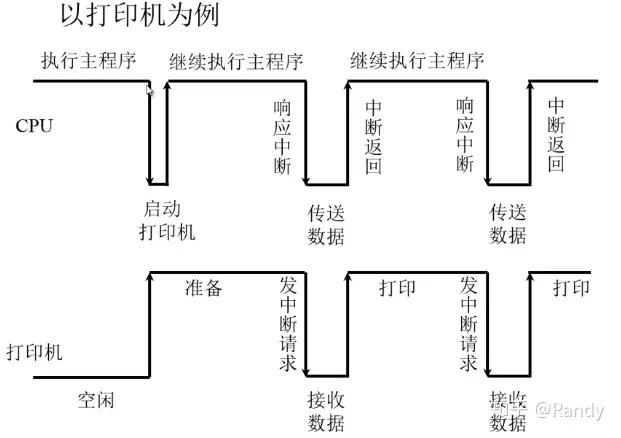 以打印机为例
执行主程序
继续执行主程序
继续执行主程序
CPU
响应中断
中断返回
响应中断
中断返回
启动
打印机
传送
数据
传送
数据
准备
发中断请求
打印
发中断请求
打印
打印机
空闲
接收
数据
接收
数据
知乎 @Randy